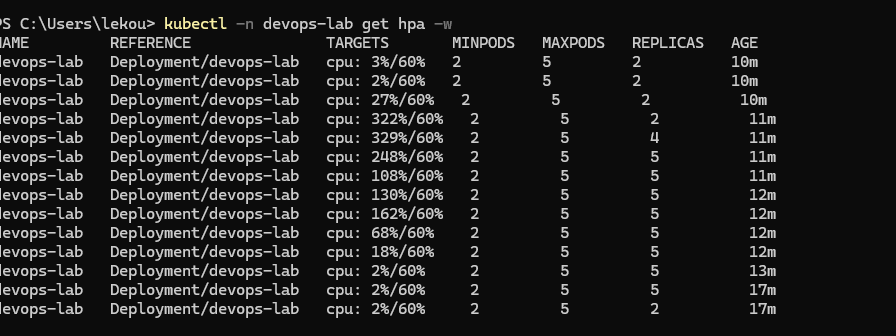 PS C:\Users\lekou> kubectl -n devops-lab get hpa -w
NAME REFERENCE TARGETS MINPODS MAXPODS REPLICAS AGE
devops-lab Deployment/devops-lab cpu: 3%/60% 2 5 2 10m
devops-lab Deployment/devops-lab cpu: 2%/60% 2 5 2 10m
devops-lab Deployment/devops-lab cpu: 27%/60% 2 5 2 10m
devops-lab Deployment/devops-lab cpu: 322%/60% 2 5 2 11m
devops-lab Deployment/devops-lab cpu: 329%/60% 2 5 4 11m
devops-lab Deployment/devops-lab cpu: 248%/60% 2 5 5 11m
devops-lab Deployment/devops-lab cpu: 108%/60% 2 5 5 11m
devops-lab Deployment/devops-lab cpu: 130%/60% 2 5 5 12m
devops-lab Deployment/devops-lab cpu: 162%/60% 2 5 5 12m
devops-lab Deployment/devops-lab cpu: 68%/60% 2 5 5 12m
devops-lab Deployment/devops-lab cpu: 18%/60% 2 5 5 12m
devops-lab Deployment/devops-lab cpu: 2%/60% 2 5 5 13m
devops-lab Deployment/devops-lab cpu: 2%/60% 2 5 5 17m
devops-lab Deployment/devops-lab cpu: 2%/60% 2 5 2 17m